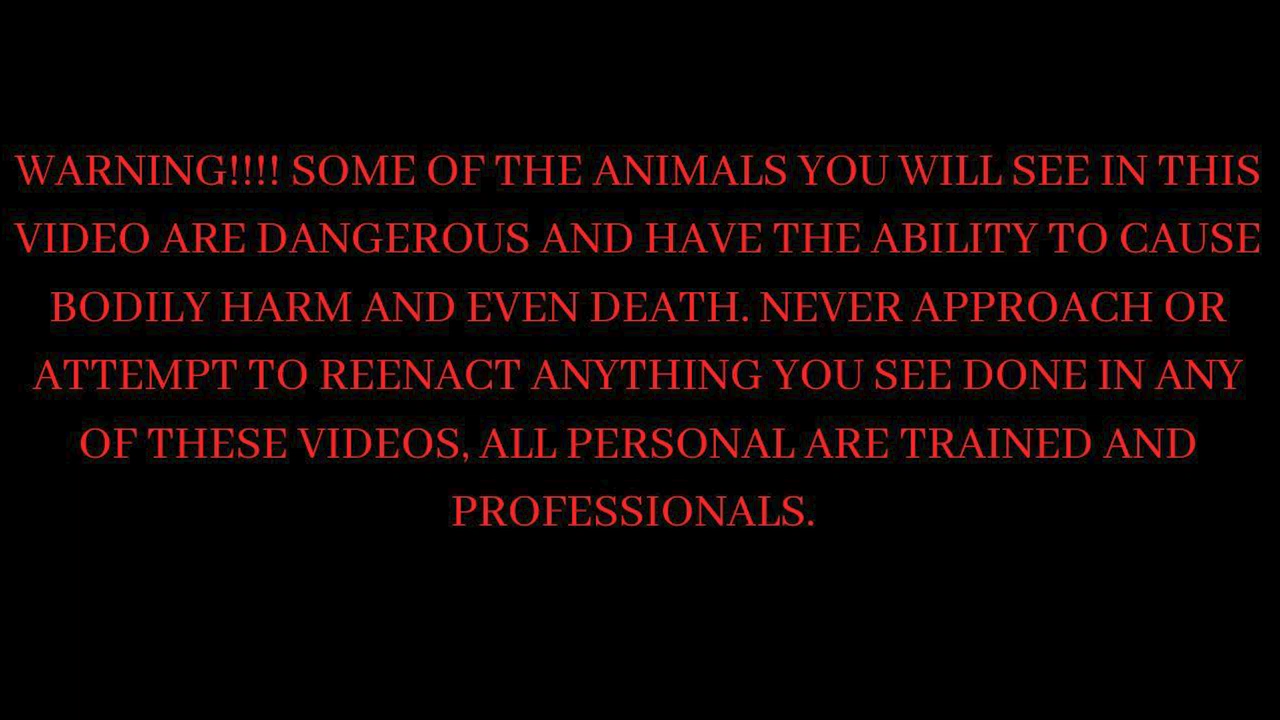 WARNING!!!! SOME OF THE ANIMALS YOU WILL SEE IN THIS
VIDEO ARE DANGEROUS AND HAVE THE ABILITY TO CAUSE
BODILY HARM AND EVEN DEATH. NEVER APPROACH OR
ATTEMPT TO REENACT ANYTHING YOU SEE DONE IN ANY
OF THESE VIDEOS, ALL PERSONAL ARE TRAINED AND
PROFESSIONALS.